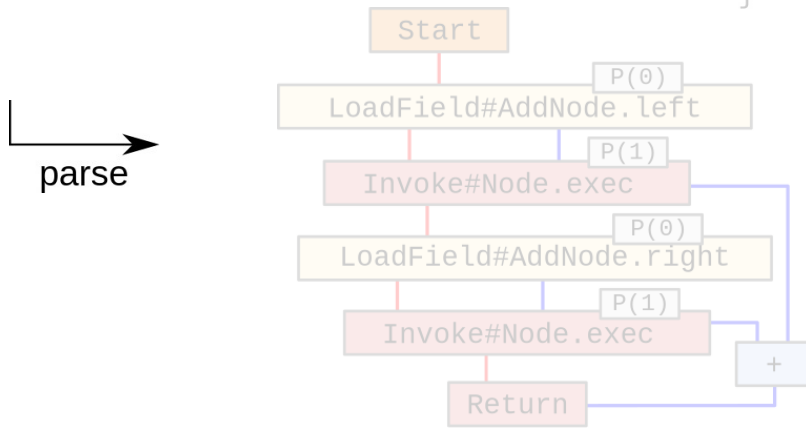 }
Start
P(0)
LoadField#AddNode.left
P(1)
parse
Invoke#Node.exec
P(0)
LoadField#AddNode.right
P(1)
Invoke#Node.exec
+
Return